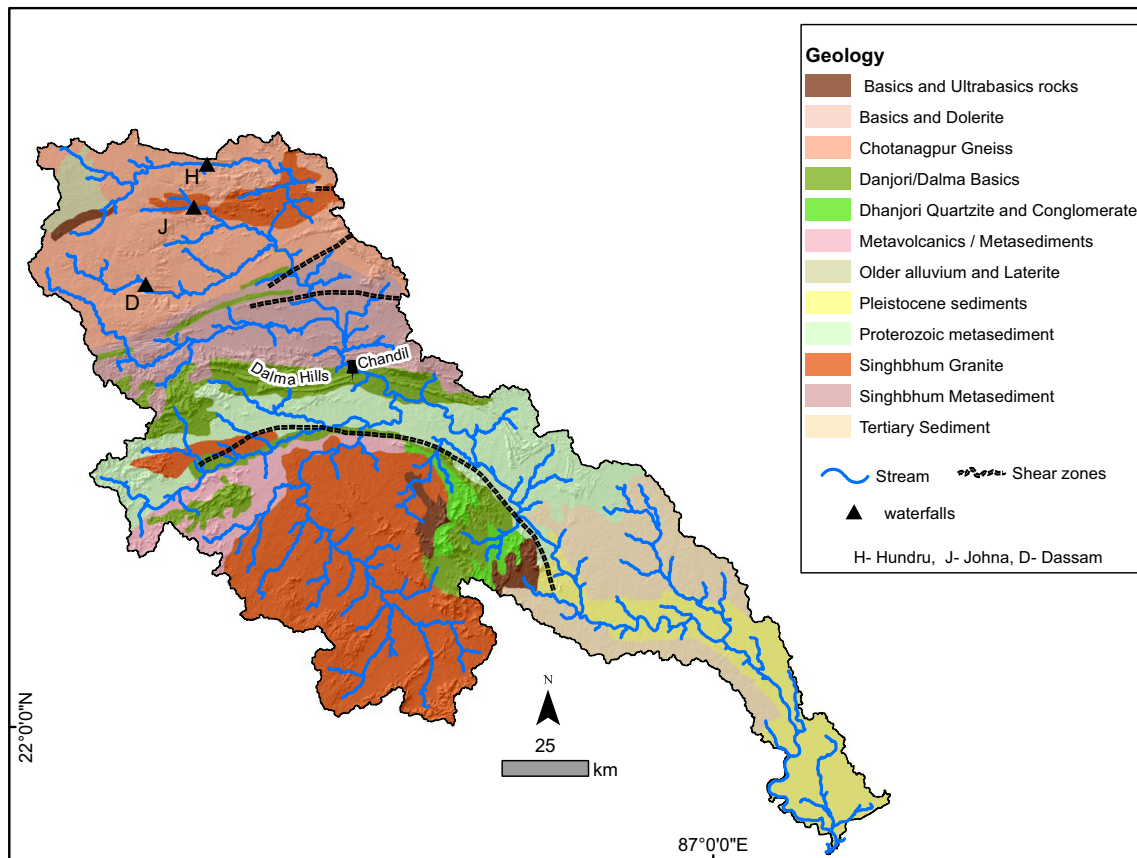 Geology
Basics and Ultrabasics rocks
Basics and Dolerite
Chotanagpur Gneiss
Danjori/Dalma Basics
Dhanjori Quartzite and Conglomerate
Metavolcanics / Metasediments
Older alluvium and Laterite
Pleistocene sediments
Proterozoic metasediment
Singhbhum Granite
Singhbhum Metasediment
Tertiary Sediment
Stream
Shear zones
waterfalls
H- Hundru, J- Johna, D- Dassam
H
J
D
Chandil
Dalma Hills
N
25
km
22°0'0"N
87°0'0"E